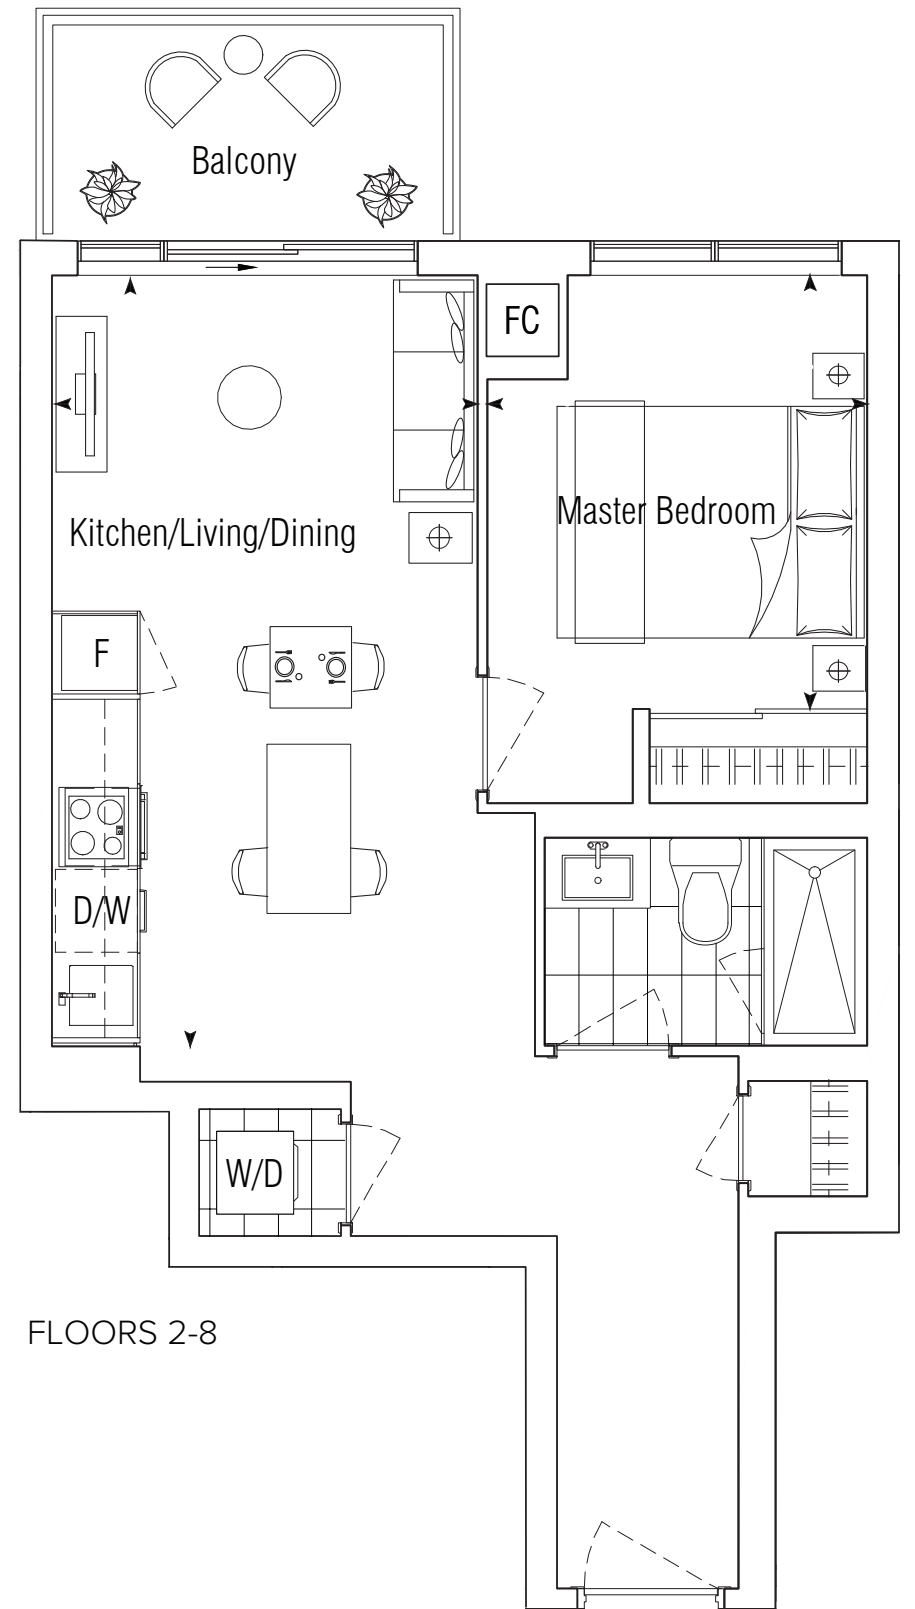 Balcony
FC
Master Bedroom
Kitchen/Living/Dining
F
D/W
W/D
FLOORS 2-8